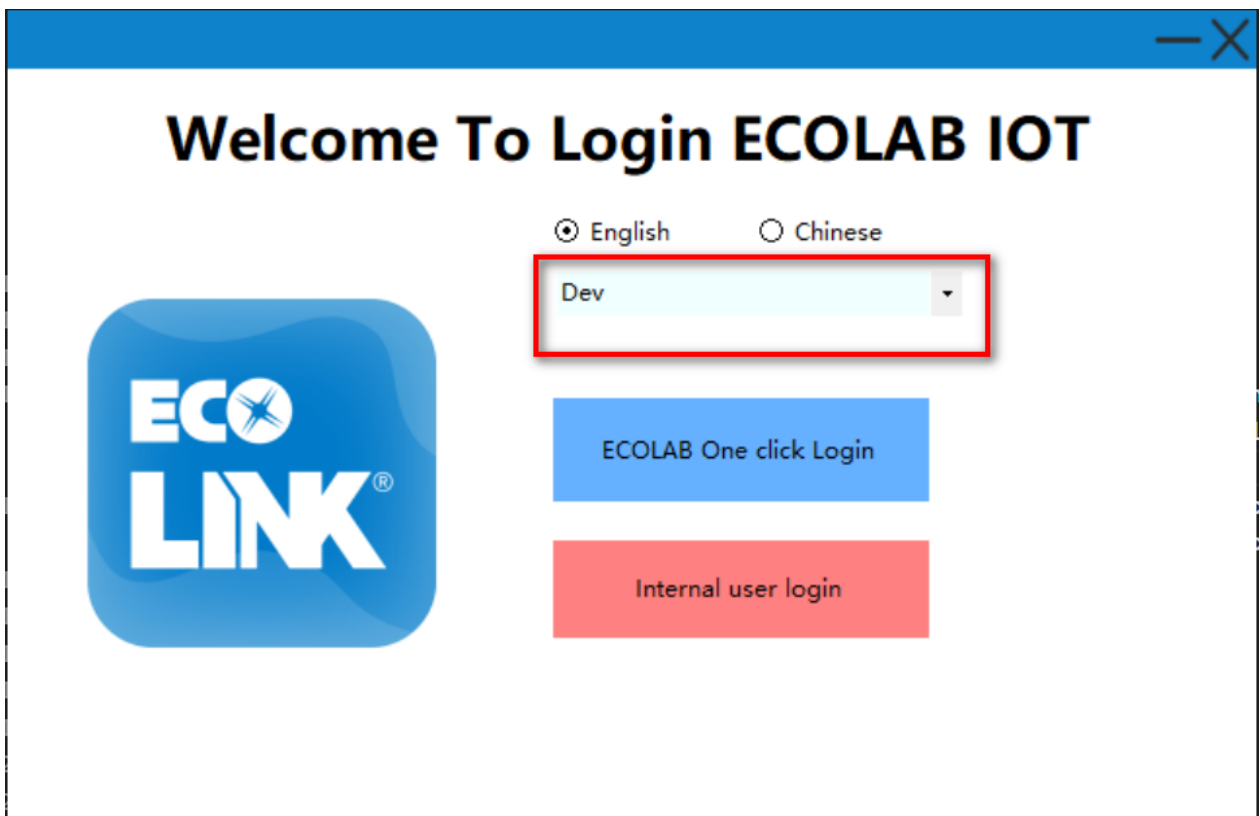 Welcome To Login ECOLAB IOT
English Chinese
Dev
ECO
LINK®
ECOLAB One click Login
Internal user login